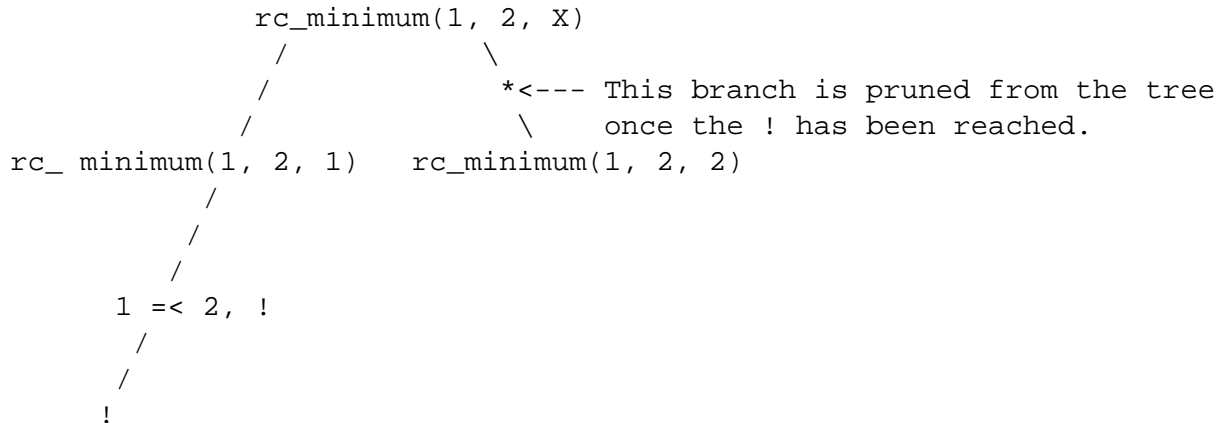 rc_minimum(1, 2, X)
/ \
/ *<--- This branch is pruned from the tree
/ \ once the ! has been reached.
rc_ minimum(1, 2, 1) rc_minimum(1, 2, 2)
/
/
/
1 =< 2, !
/
/
!